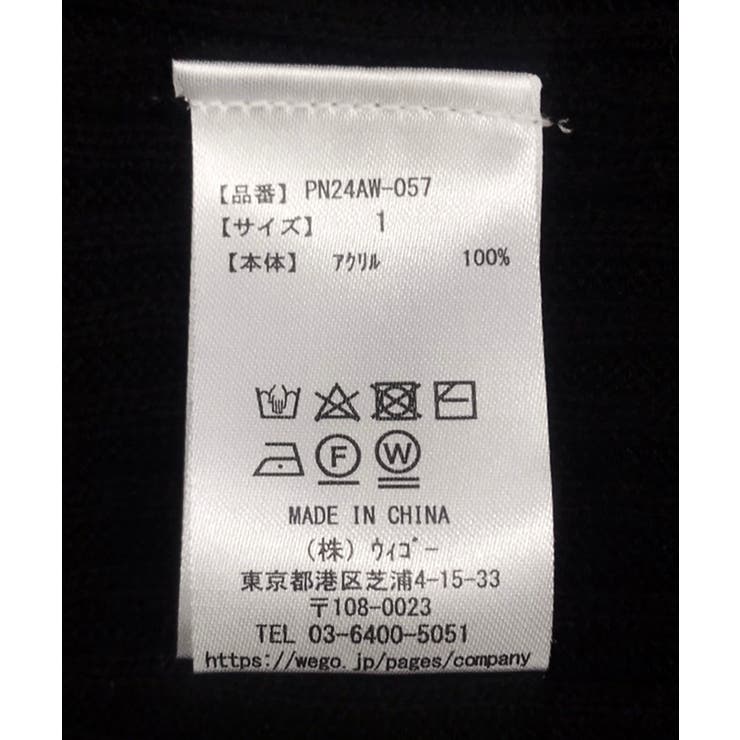 【品番】 PN24AW-057
【サイズ】 1
【本体】 ｱｸﾘﾙ 100%
F W
MADE IN CHINA
(株) ｳｨｺﾞｰ
東京都港区芝浦4-15-33
〒108-0023
TEL 03-6400-5051
https://wego.jp/pages/company